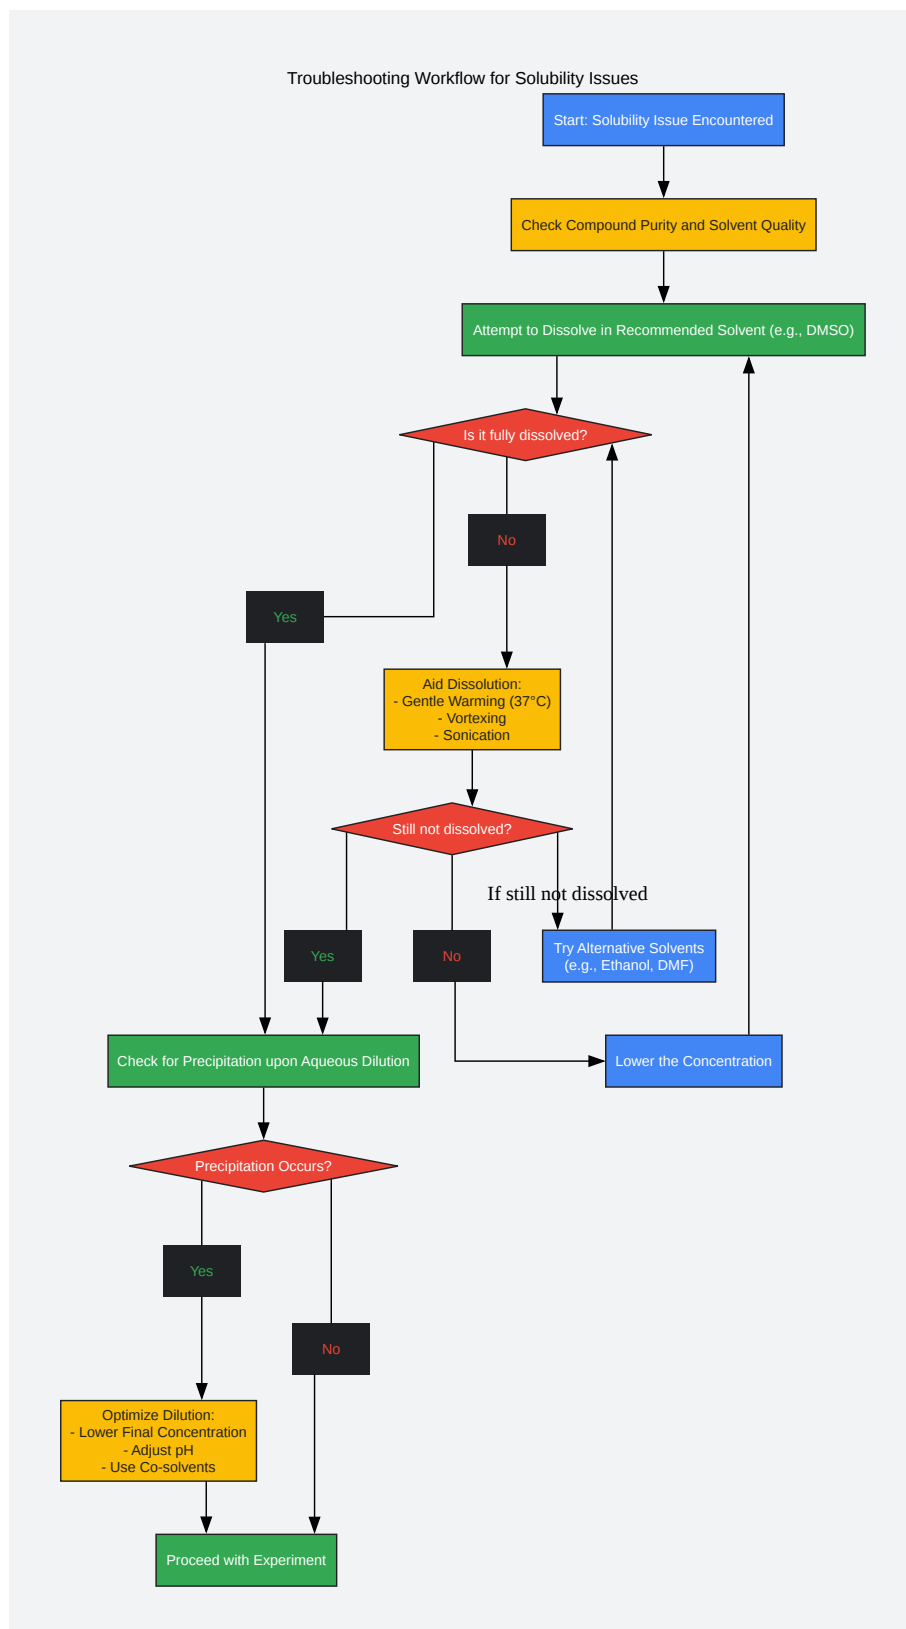 Troubleshooting Workflow for Solubility Issues
Start: Solubility Issue Encountered
Check Compound Purity and Solvent Quality
Attempt to Dissolve in Recommended Solvent (e.g., DMSO)
Is it fully dissolved?
No
Yes
Aid Dissolution:
- Gentle Warming (37°C)
- Vortexing
- Sonication
Still not dissolved?
If still not dissolved
Yes
No
Try Alternative Solvents
(e.g., Ethanol, DMF)
Check for Precipitation upon Aqueous Dilution
Lower the Concentration
Precipitation Occurs?
Yes
No
Optimize Dilution:
- Lower Final Concentration
- Adjust pH
- Use Co-solvents
Proceed with Experiment